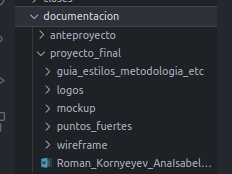 documentacion
anteproyecto
proyecto_final
guia_estilos_metodologia_etc
logos
mockup
puntos_fuertes
wireframe
Roman_Kornyeyev_AnaIsabel...